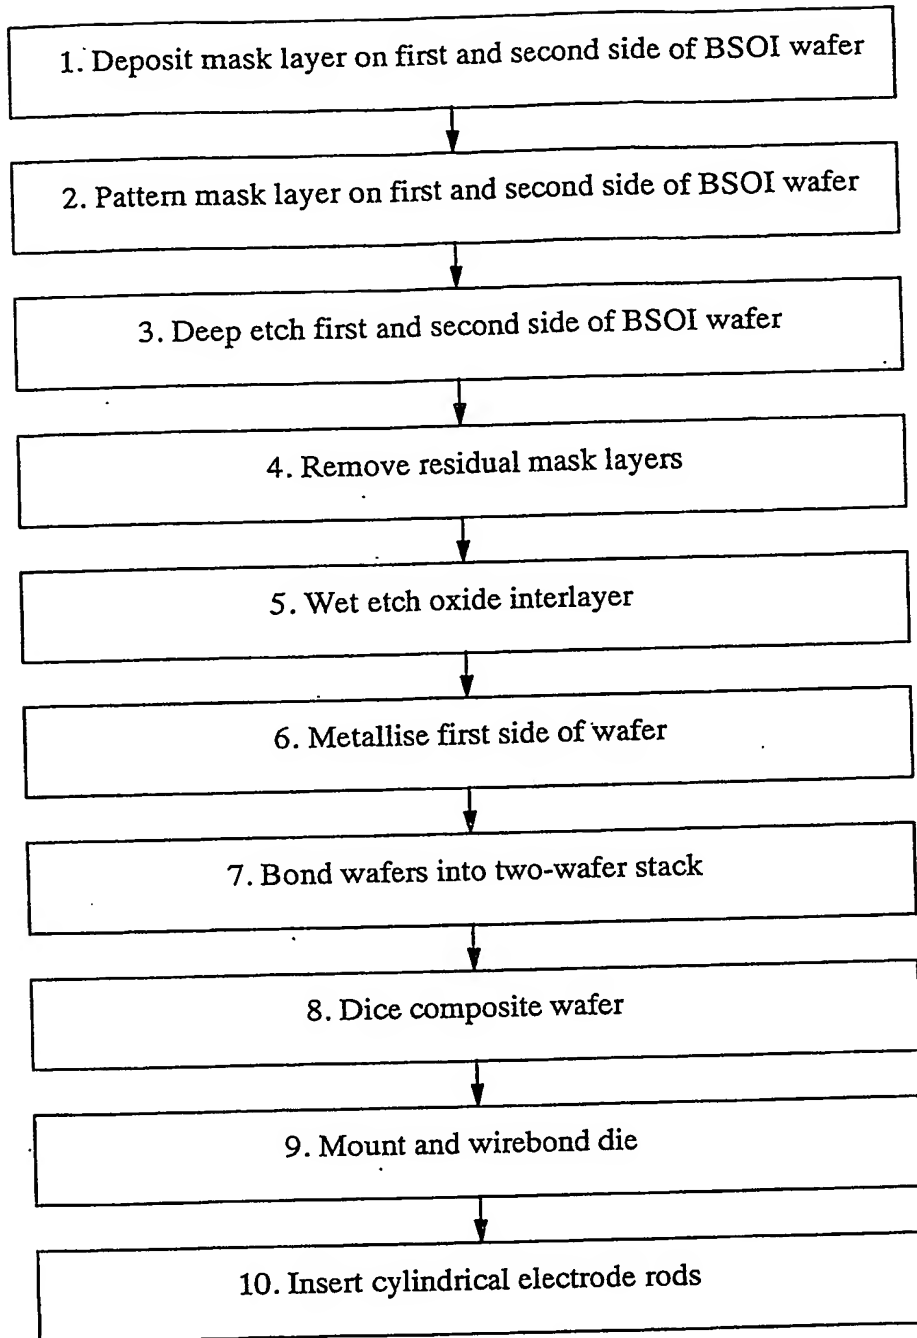 1. Deposit mask layer on first and second side of BSOI wafer
2. Pattern mask layer on first and second side of BSOI wafer
3. Deep etch first and second side of BSOI wafer
4. Remove residual mask layers
5. Wet etch oxide interlayer
6. Metallise first side of wafer
7. Bond wafers into two-wafer stack
8. Dice composite wafer
9. Mount and wirebond die
10. Insert cylindrical electrode rods